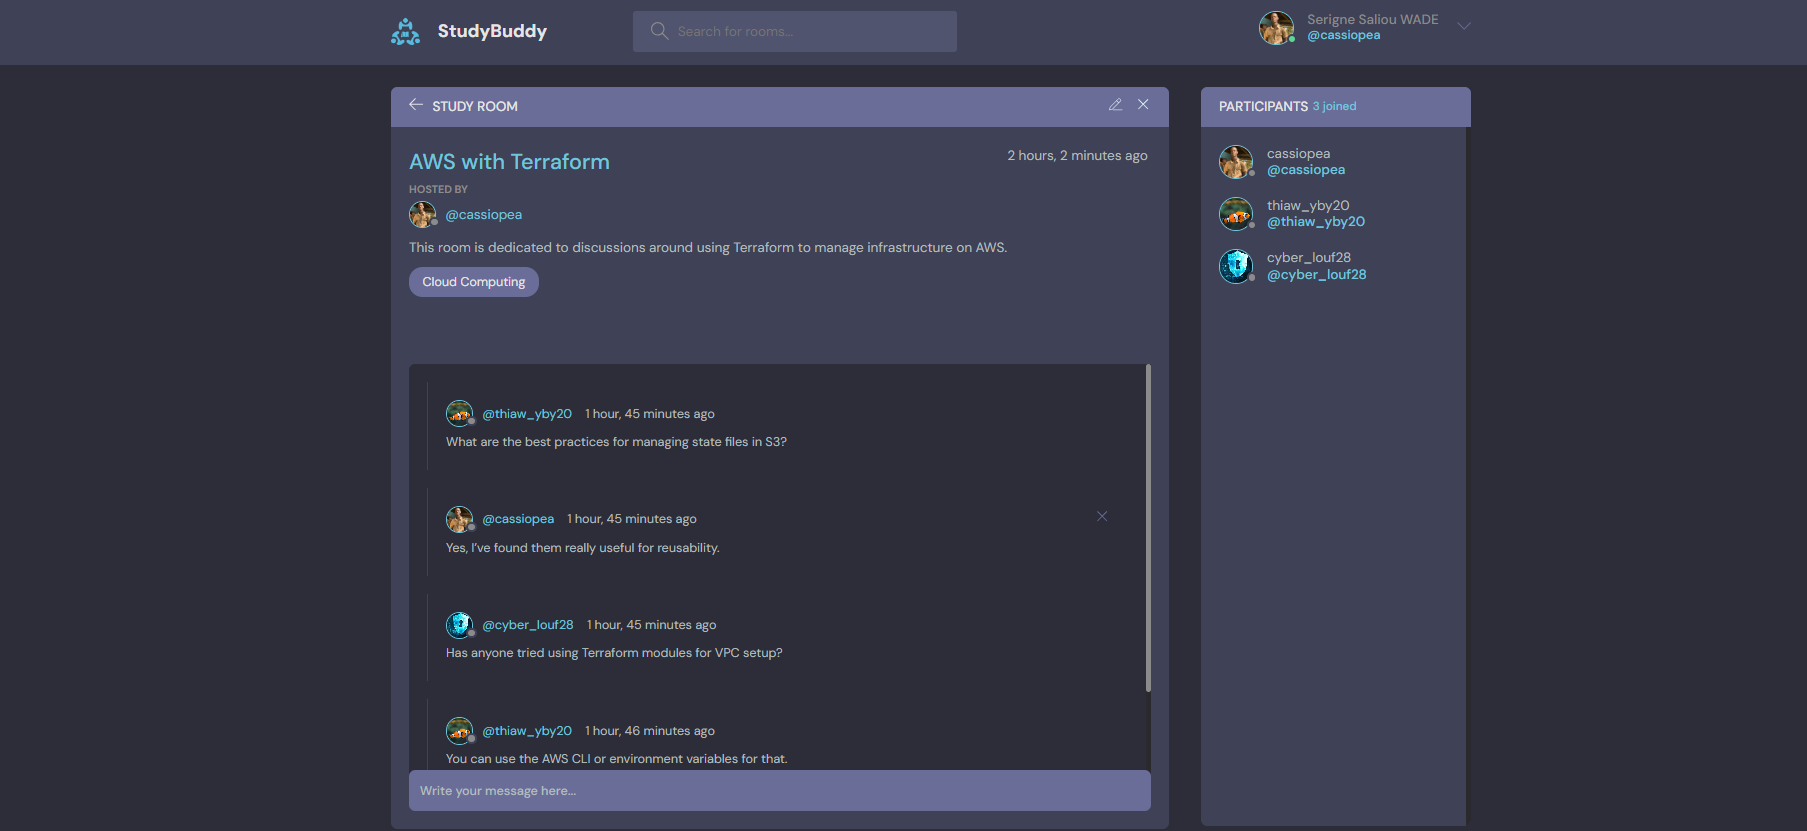 StudyBuddy
Search for rooms...
Serigne Saliou WADE
@cassiopea
STUDY ROOM
AWS with Terraform
2 hours, 2 minutes ago
HOSTED BY
@cassiopea
This room is dedicated to discussions around using Terraform to manage infrastructure on AWS.
Cloud Computing
@thiaw_yby20 1 hour, 45 minutes ago
What are the best practices for managing state files in S3?
@cassiopea 1 hour, 45 minutes ago
Yes, I've found them really useful for reusability.
@cyber_louf28 1 hour, 45 minutes ago
Has anyone tried using Terraform modules for VPC setup?
@thiaw_yby20 1 hour, 46 minutes ago
You can use the AWS CLI or environment variables for that.
Write your message here...
PARTICIPANTS 3 joined
cassiopea
@cassiopea
thiaw_yby20
@thiaw_yby20
cyber_louf28
@cyber_louf28